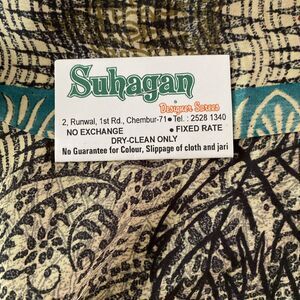 Suhagan
Designer Sarees
2, Runwal, 1st Rd., Chembur-71 ● Tel. : 2528 1340
NO EXCHANGE ● FIXED RATE
DRY-CLEAN ONLY
No Guarantee for Colour, Slippage of cloth and jari